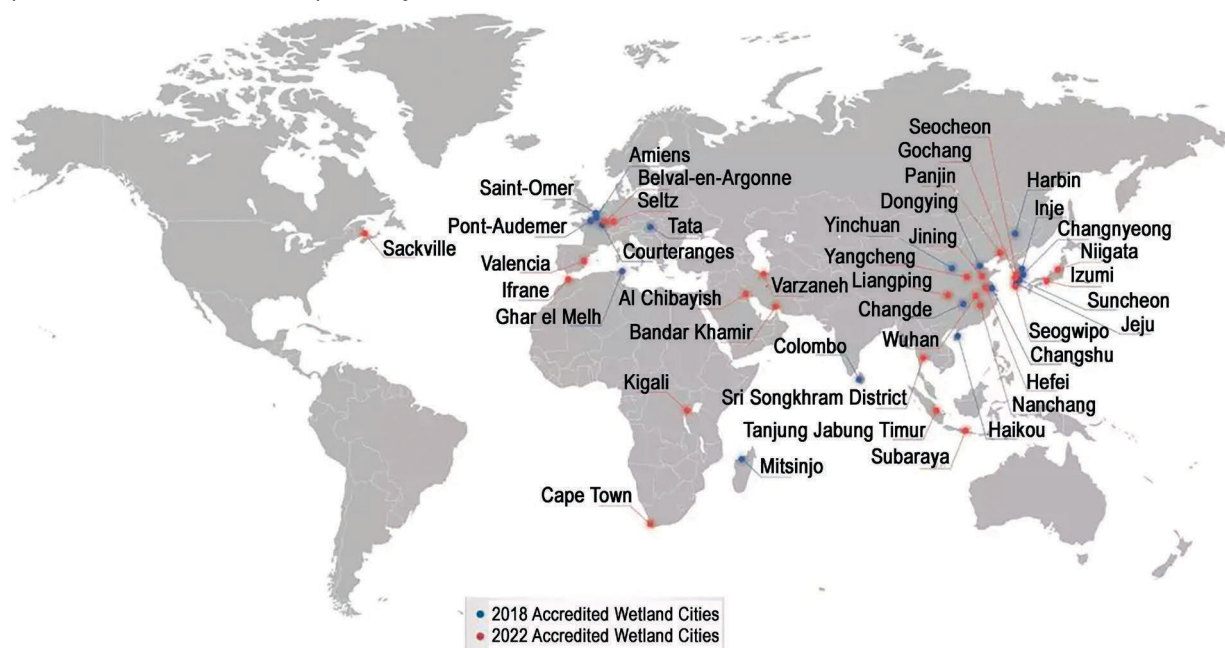 Seocheon
Gochang
Amiens
Panjin
Harbin
Saint-Omer
Belval-en-Argonne
Dongying
Inje
Seltz
Yinchuan
Changnyeong
Pont-Audemer
Tata
Jining
Niigata
Sackville
Courteranges
Yangcheng
Izumi
Valencia
Varzaneh
Liangping
Ifrane
Al Chibayish
Suncheon
Ghar el Melh
Changde
Jeju
Bandar Khamir
Seogwipo
Colombo
Wuhan
Changshu
Kigali
Hefei
Sri Songkhram District
Nanchang
Tanjung Jabung Timur
Haikou
Subaraya
Mitsinjo
Cape Town
2018 Accredited Wetland Cities
2022 Accredited Wetland Cities